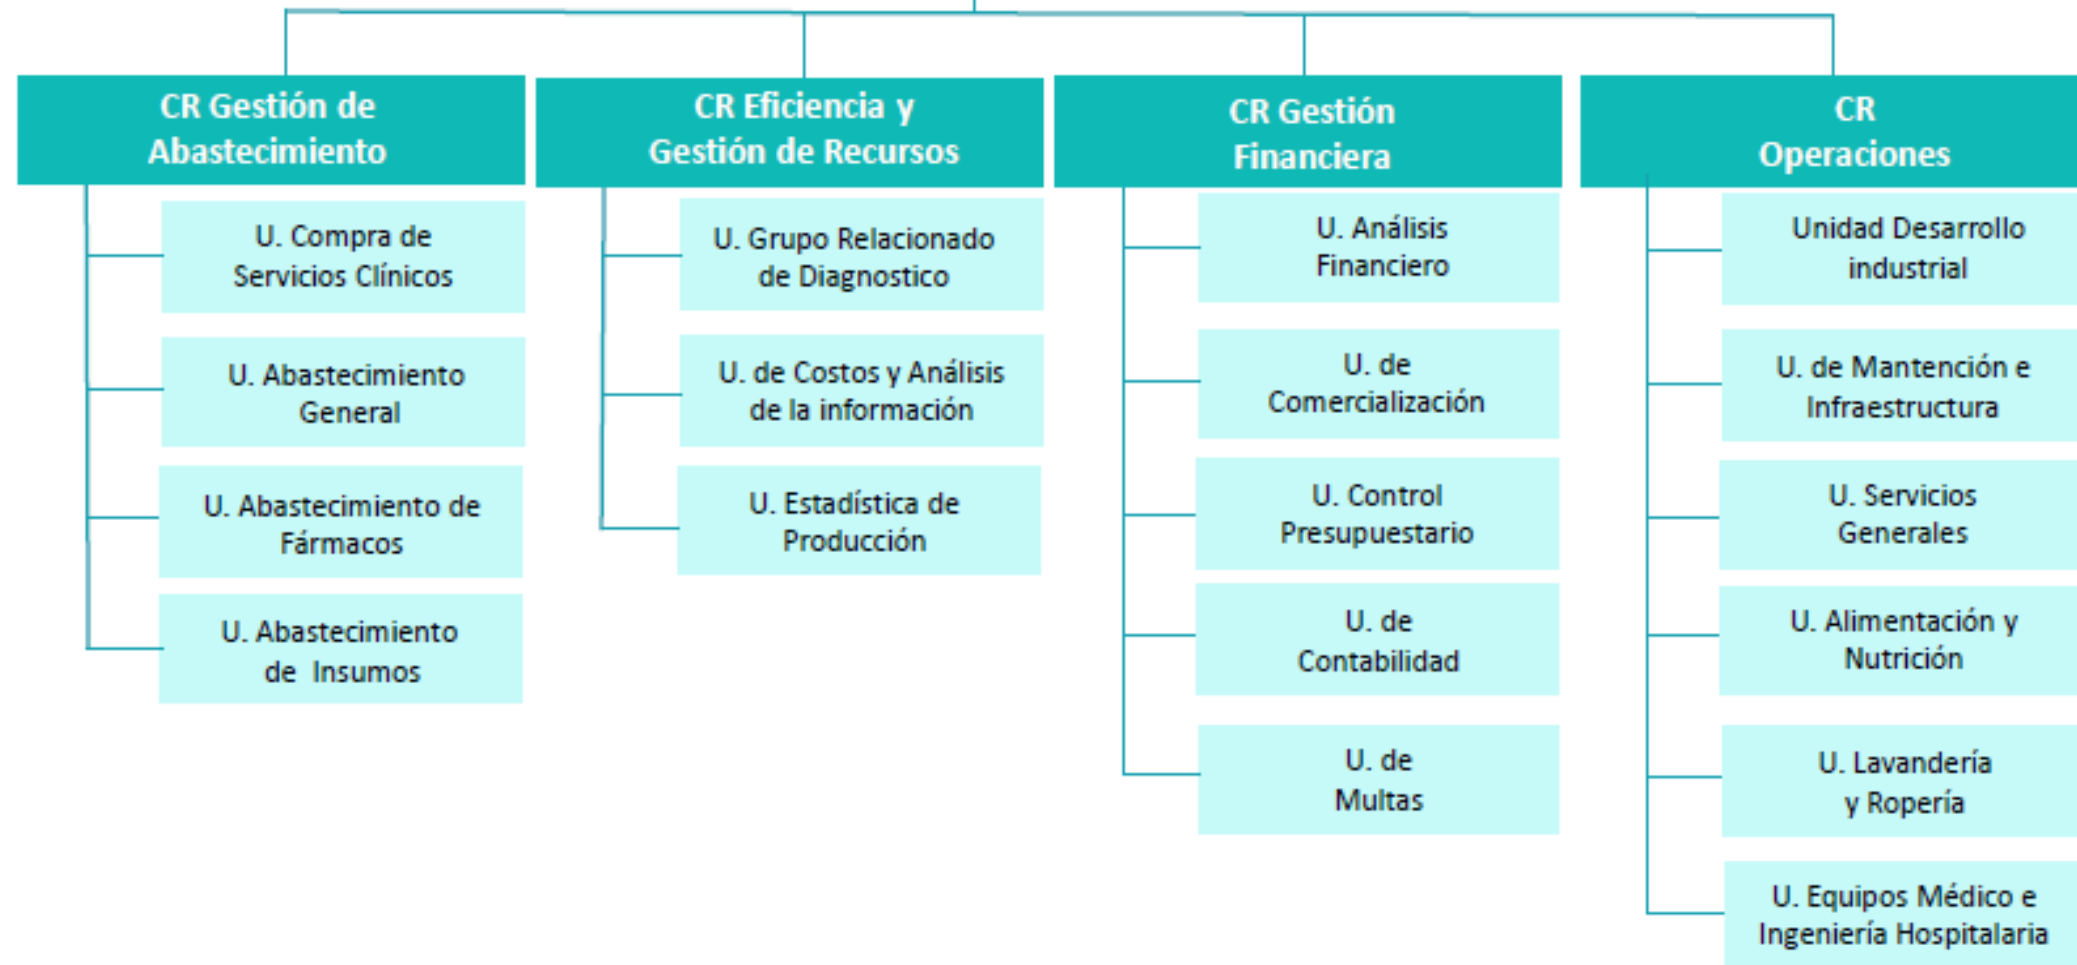 CR Gestión de
Abastecimiento
U. Compra de
Servicios Clínicos
U. Abastecimiento
General
U. Abastecimiento de
Fármacos
U. Abastecimiento
de  Insumos
CR Eficiencia y
Gestión de Recursos
U. Grupo Relacionado
de Diagnostico
U. de Costos y Análisis
de la información
U. Estadística de
Producción
CR Gestión
Financiera
U. Análisis
Financiero
U. de
Comercialización
U. Control
Presupuestario
U. de
Contabilidad
U. de
Multas
CR
Operaciones
Unidad Desarrollo
industrial
U. de Mantención e
Infraestructura
U. Servicios
Generales
U. Alimentación y
Nutrición
U. Lavandería
y Ropería
U. Equipos Médico e
Ingeniería Hospitalaria